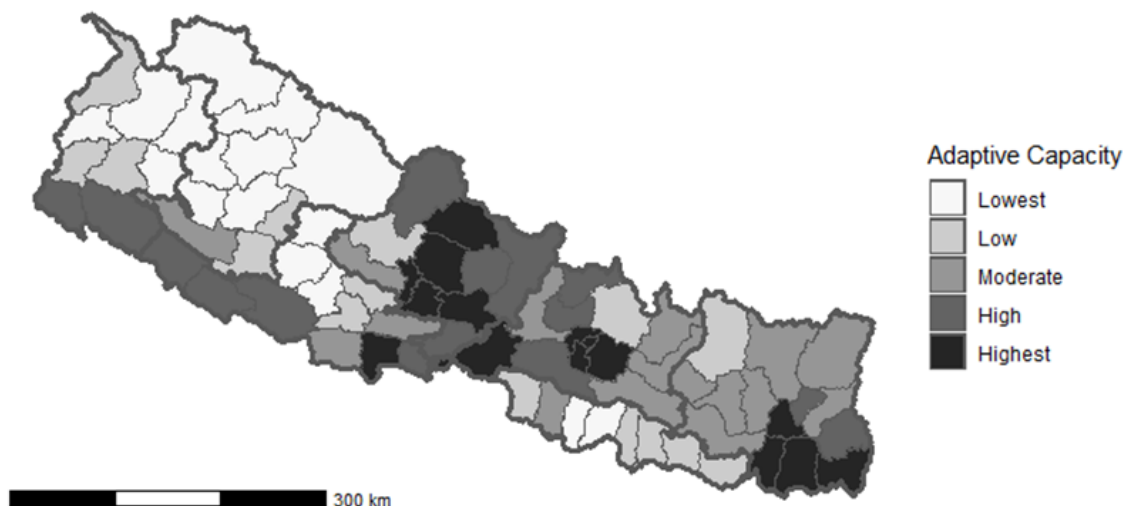 Adaptive Capacity
Lowest
Low
Moderate
High
Highest
300 km